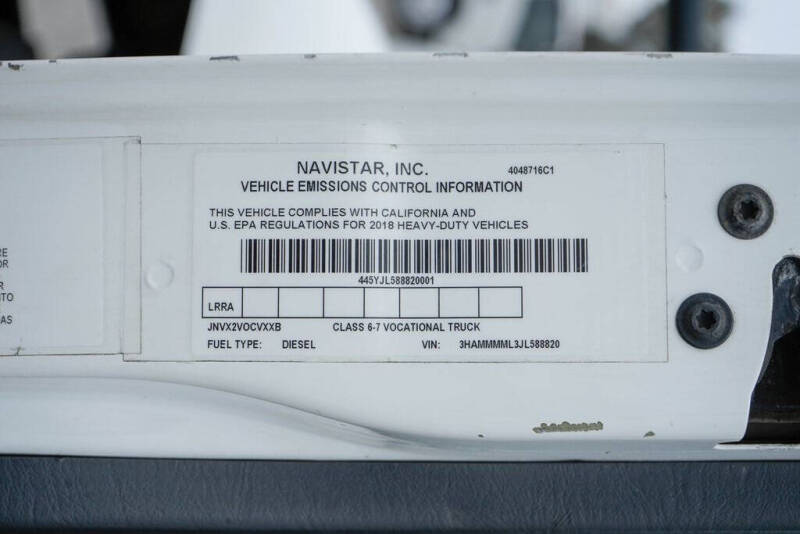 NAVISTAR, INC. 4048716C1
VEHICLE EMISSIONS CONTROL INFORMATION
THIS VEHICLE COMPLIES WITH CALIFORNIA AND
U.S. EPA REGULATIONS FOR 2018 HEAVY-DUTY VEHICLES
445YJL588820001
LRRA
JNVX2VOCVXXB CLASS 6-7 VOCATIONAL TRUCK
FUEL TYPE: DIESEL VIN: 3HAMMMML3JL588820